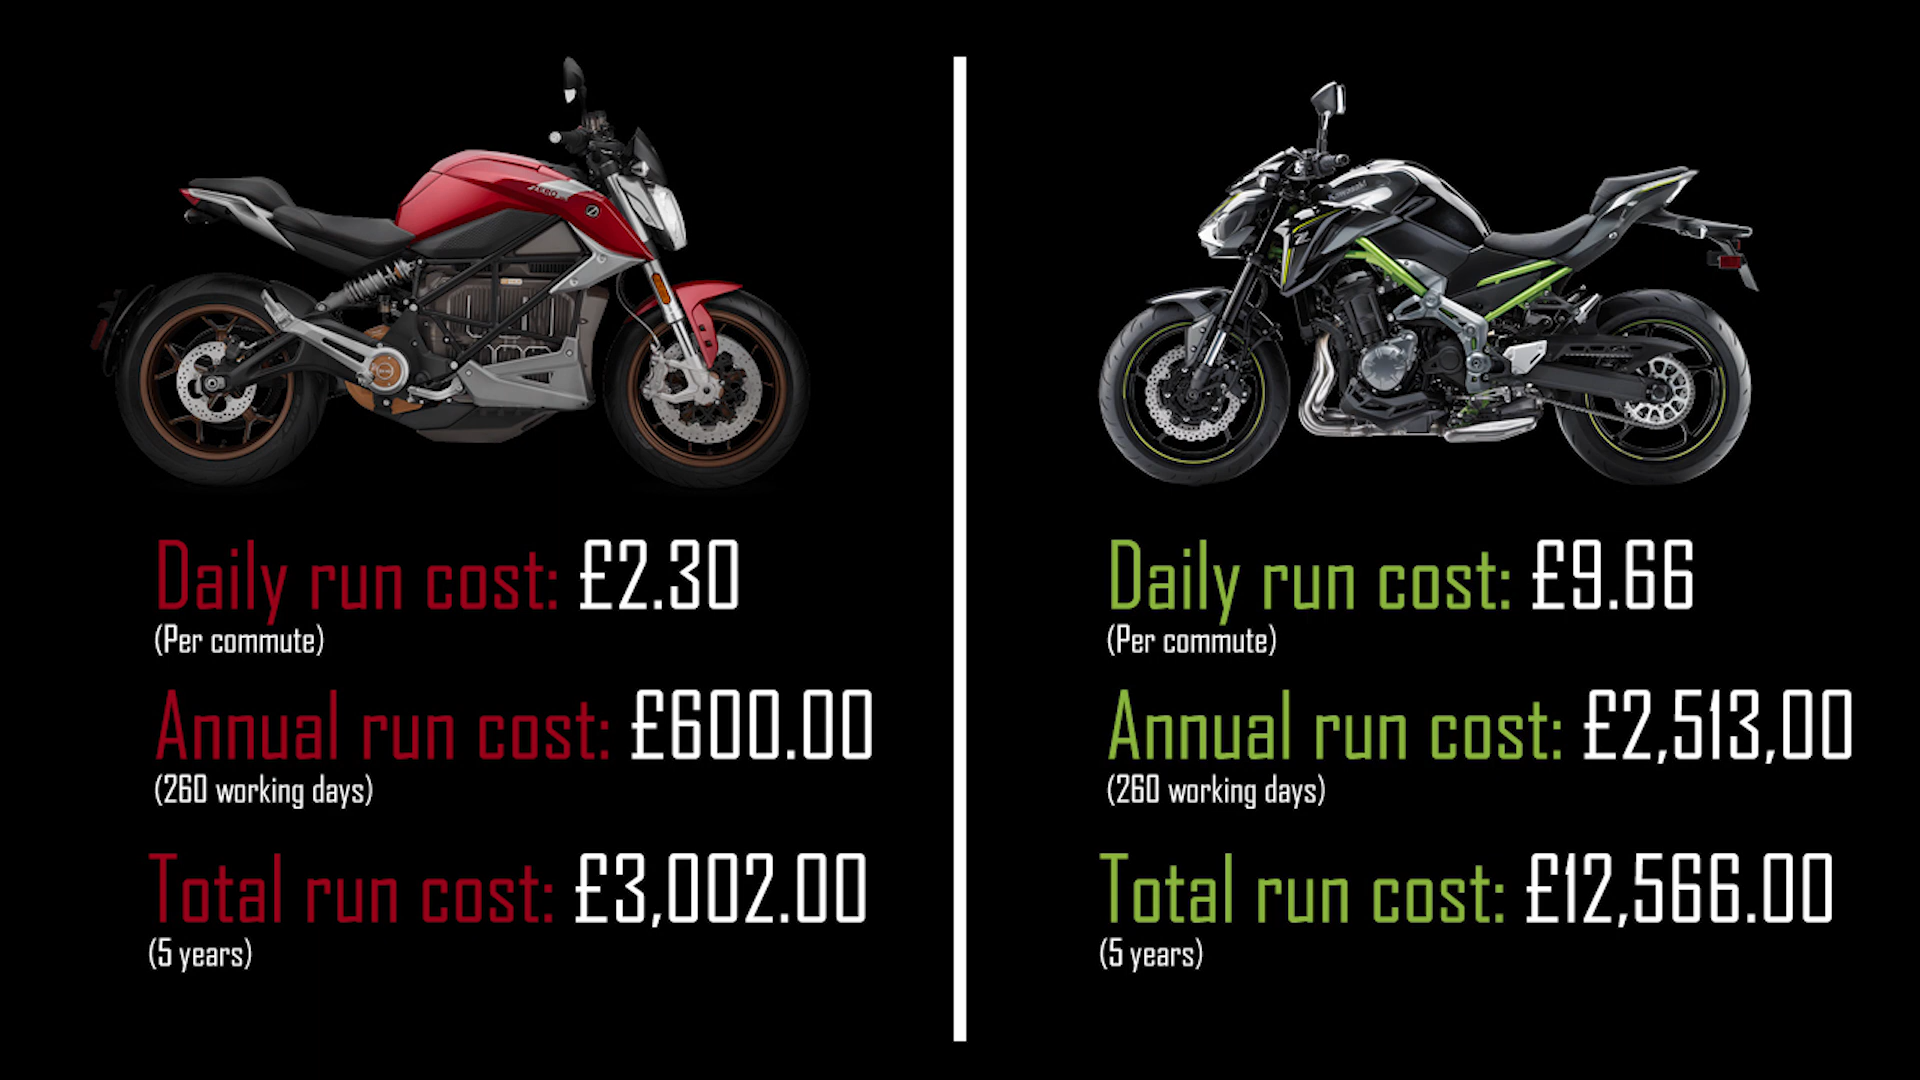 ZERO
Daily run cost: £2.30
(Per commute)
Annual run cost: £600.00
(260 working days)
Total run cost: £3,002.00
(5 years)
Kawasaki
Z
Daily run cost: £9.66
(Per commute)
Annual run cost: £2,513,00
(260 working days)
Total run cost: £12,566.00
(5 years)